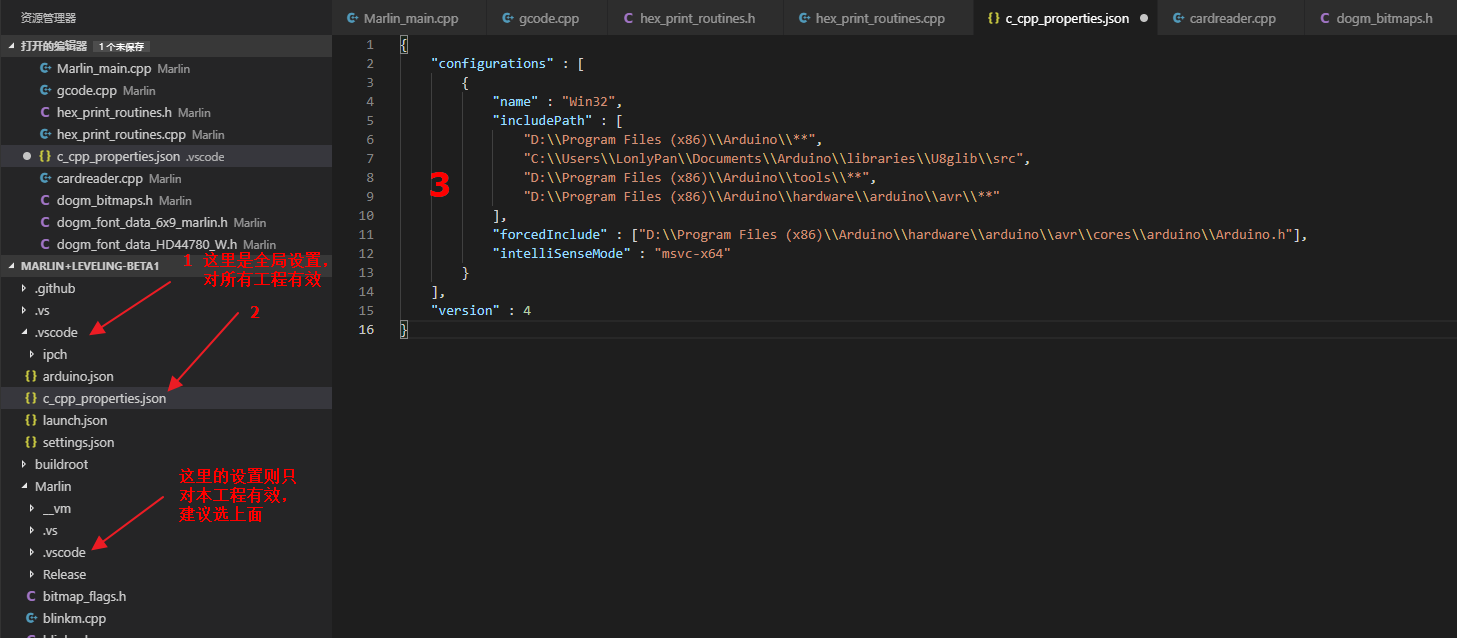 资源管理器
Marlin_main.cpp
gcode.cpp
hex_print_routines.h
hex_print_routines.cpp
c_cpp_properties.json
cardreader.cpp
dogm_bitmaps.h
打开的编辑器 1 个未保存
Marlin_main.cpp Marlin
gcode.cpp Marlin
hex_print_routines.h Marlin
hex_print_routines.cpp Marlin
c_cpp_properties.json .vscode
cardreader.cpp Marlin
dogm_bitmaps.h Marlin
dogm_font_data_6x9_marlin.h Marlin
dogm_font_data_HD44780_W.h Marlin
MARLIN+LEVELING-BETA1
.github
.vs
.vscode
ipch
arduino.json
c_cpp_properties.json
launch.json
settings.json
buildroot
Marlin
__vm
.vs
.vscode
Release
bitmap_flags.h
blinkm.cpp
1 这里是全局设置,
对所有工程有效
2
这里的设置则只
对本工程有效,
建议选上面
3
1 {
2 "configurations" : [
3 {
4 "name" : "Win32",
5 "includePath" : [
6 "D:\\Program Files (x86)\\Arduino\\**",
7 "C:\\Users\\LonlyPan\\Documents\\Arduino\\libraries\\U8glib\\src",
8 "D:\\Program Files (x86)\\Arduino\\tools\\**",
9 "D:\\Program Files (x86)\\Arduino\\hardware\\arduino\\avr\\**"
10 ],
11 "forcedInclude" : ["D:\\Program Files (x86)\\Arduino\\hardware\\arduino\\avr\\cores\\arduino\\Arduino.h"],
12 "intelliSenseMode" : "msvc-x64"
13 }
14 ],
15 "version" : 4
16 }